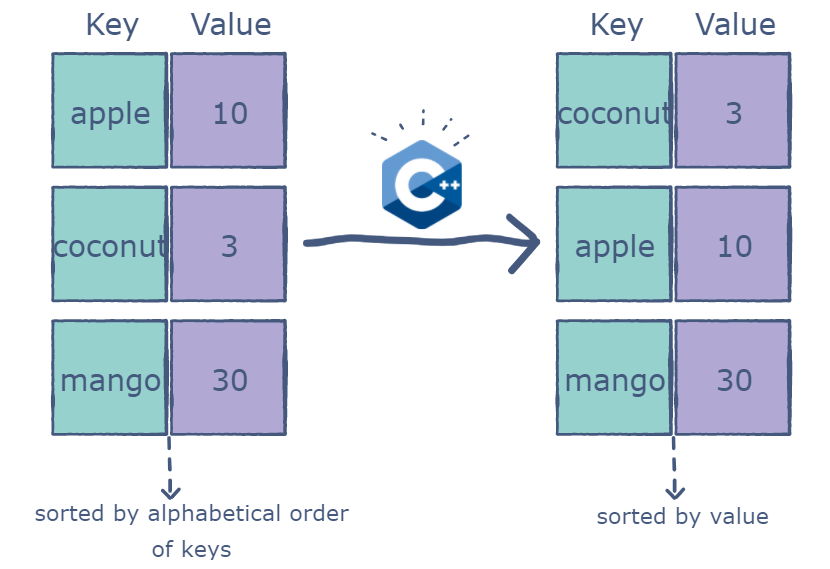 Key Value
apple 10
coconut 3
mango 30
sorted by alphabetical order
of keys
C++
Key Value
coconut 3
apple 10
mango 30
sorted by value